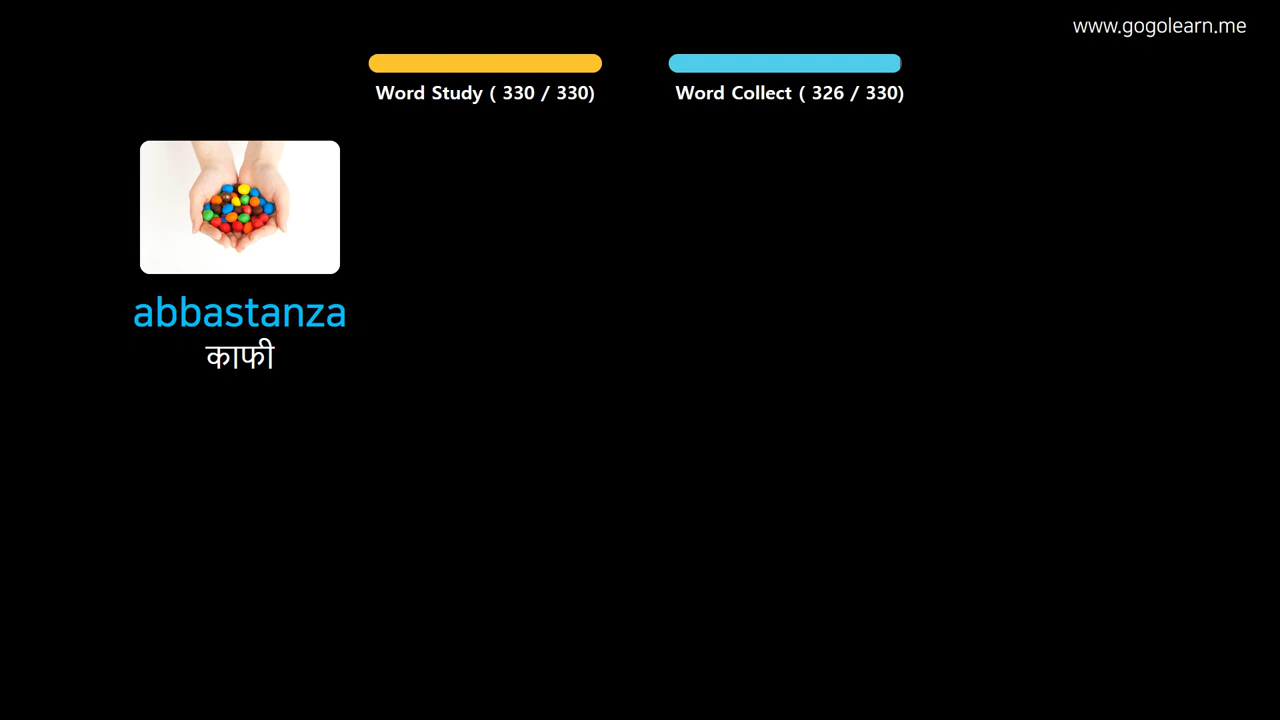 www.gogolearn.me
Word Study ( 330 / 330)
Word Collect ( 326 / 330)
abbastanza
काफी